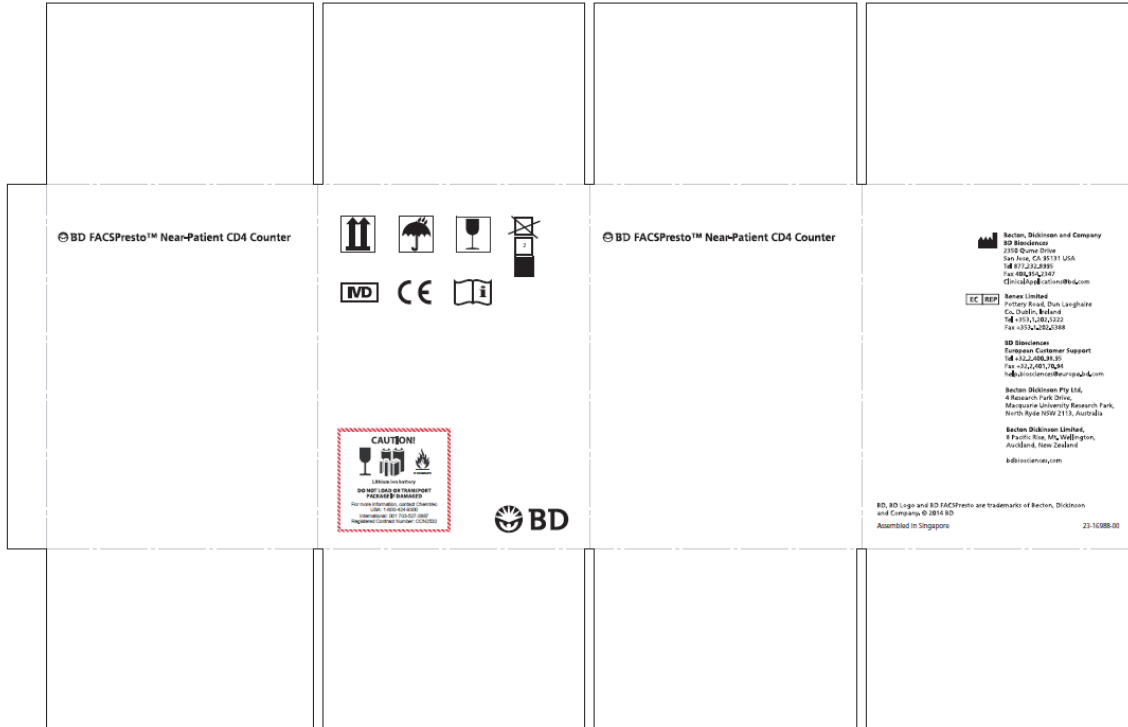 BD FACSPresto™ Near-Patient CD4 Counter
2
IVD
CE
i
CAUTION!
Lithium ion battery
DO NOT LOAD OR TRANSPORT
PACKAGE IF DAMAGED
For more information, contact Chemtrec
USA: 1-800-424-9300
International: 001 703-527-3887
Registered Contract Number:
BD
BD FACSPresto™ Near-Patient CD4 Counter
Becton, Dickinson and Company
BD Biosciences
2350 Qume Drive
San Jose, CA 95131 USA
Tel 877.232.8995
Fax 408.954.2347
ClinicalApplications@bd.com
EC REP
Benex Limited
Pottery Road, Dun Laoghaire
Co. Dublin, Ireland
Tel +353.1.202.5222
Fax +353.1.202.5388
BD Biosciences
European Customer Support
Tel +32.2.400.98.95
Fax +32.2.401.70.94
help.biosciences@europe.bd.com
Becton Dickinson Pty Ltd,
4 Research Park Drive,
Macquarie University Research Park,
North Ryde NSW 2113, Australia
Becton Dickinson Limited,
8 Pacific Rise, Mt. Wellington,
Auckland, New Zealand
bdbiosciences.com
BD, BD Logo and BD FACSPresto are trademarks of Becton, Dickinson
and Company. © 2014 BD
Assembled in Singapore
23-16988-00